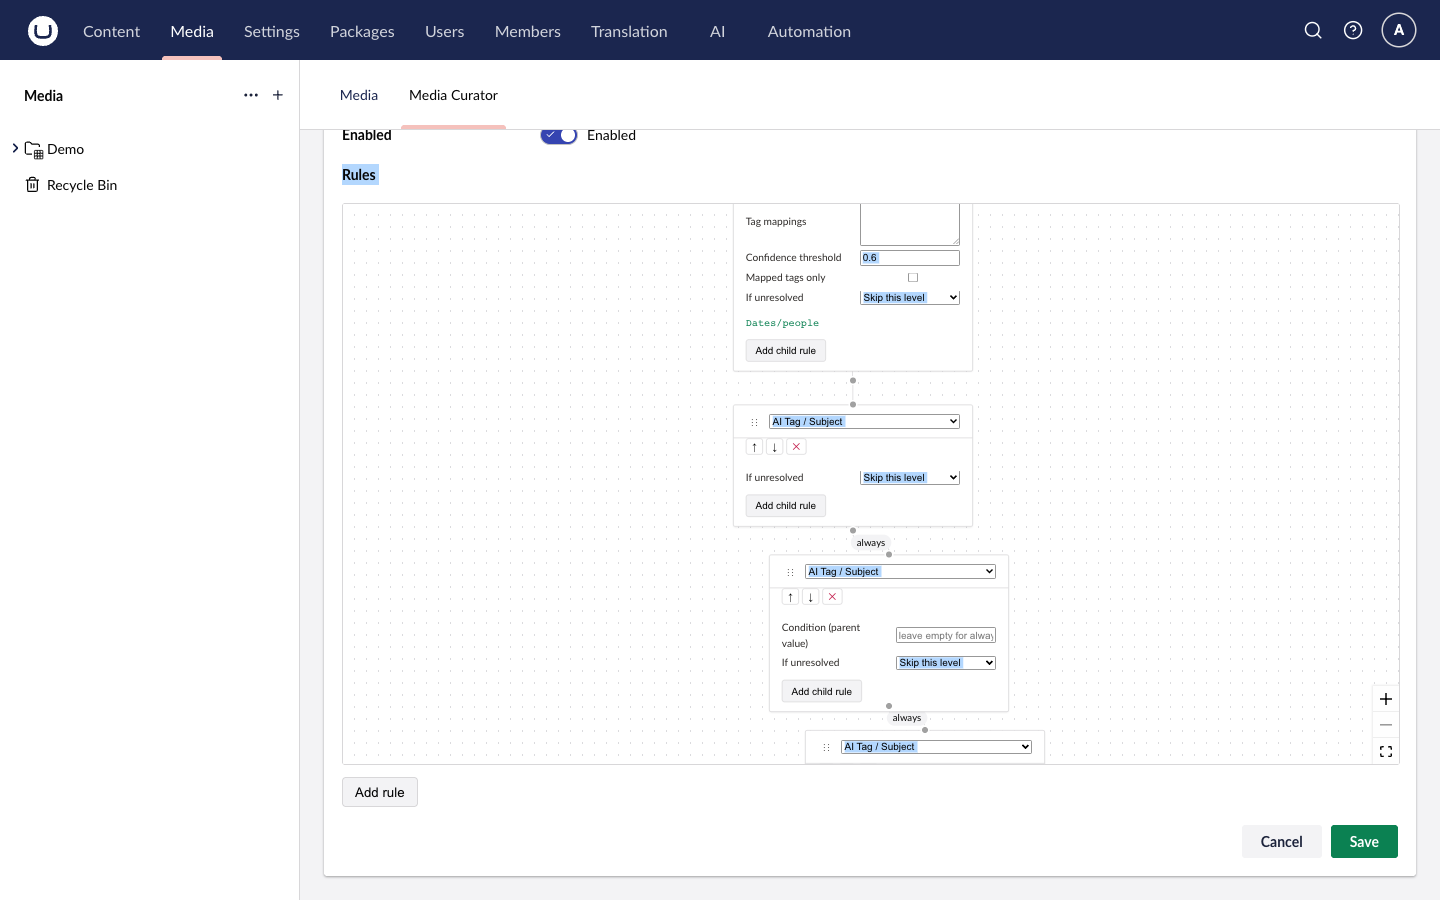 Content
Media
Settings
Packages
Users
Members
Translation
AI
Automation
A
Media
Demo
Recycle Bin
Media
Media Curator
Enabled
Enabled
Rules
Tag mappings
Confidence threshold
0.6
Mapped tags only
If unresolved
Skip this level
Dates/people
Add child rule
AI Tag / Subject
If unresolved
Skip this level
Add child rule
always
AI Tag / Subject
Condition (parent
value)
leave empty for alway
If unresolved
Skip this level
Add child rule
always
AI Tag / Subject
Add rule
Cancel
Save